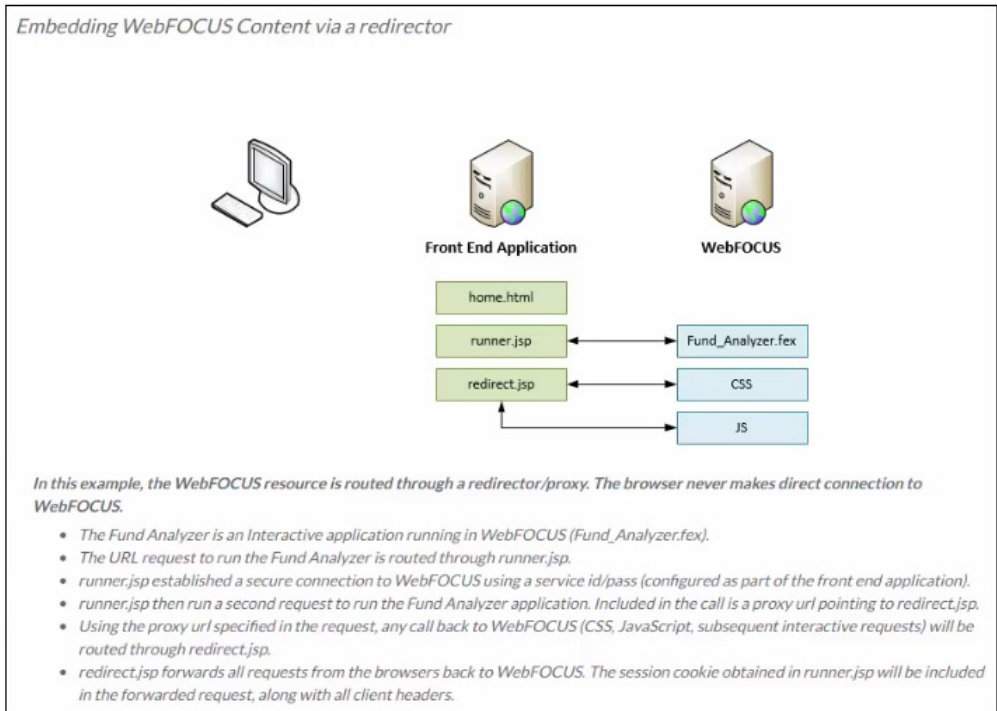 Embedding WebFOCUS Content via a redirector
Front End Application
WebFOCUS
home.html
runner.jsp
Fund_Analyzer.fex
redirect.jsp
CSS
JS
In this example, the WebFOCUS resource is routed through a redirector/proxy. The browser never makes direct connection to
WebFOCUS.
• The Fund Analyzer is an Interactive application running in WebFOCUS (Fund_Analyzer.fex).
• The URL request to run the Fund Analyzer is routed through runner.jsp.
• runner.jsp established a secure connection to WebFOCUS using a service id/pass (configured as part of the front end application).
• runner.jsp then run a second request to run the Fund Analyzer application. Included in the call is a proxy url pointing to redirect.jsp.
• Using the proxy url specified in the request, any call back to WebFOCUS (CSS, JavaScript, subsequent interactive requests) will be
routed through redirect.jsp.
• redirect.jsp forwards all requests from the browsers back to WebFOCUS. The session cookie obtained in runner.jsp will be included
in the forwarded request, along with all client headers.